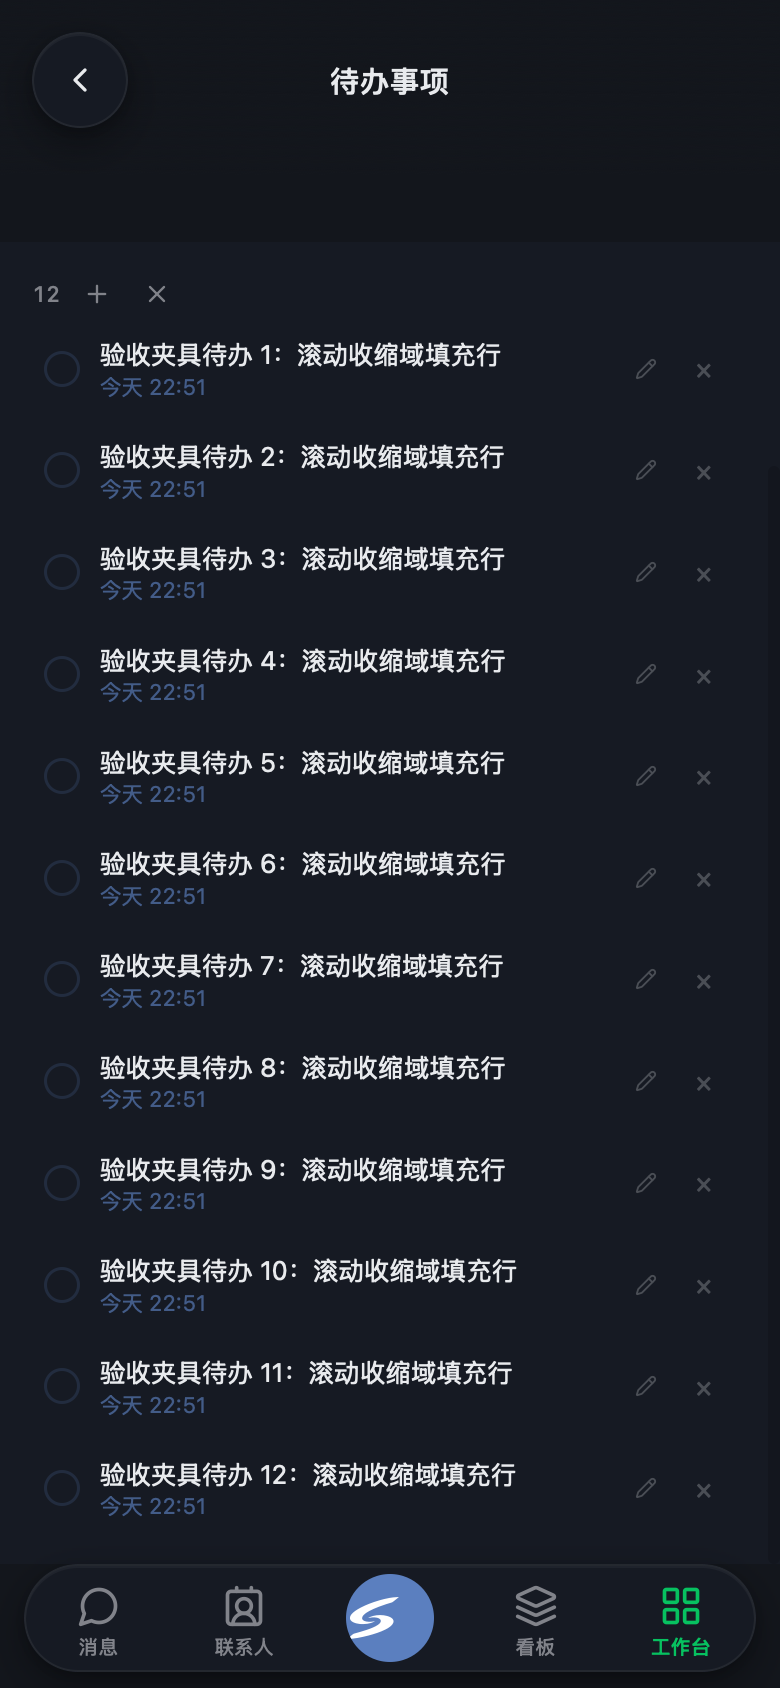 待办事项
12
验收夹具待办 1：滚动收缩域填充行
今天 22:51
验收夹具待办 2：滚动收缩域填充行
今天 22:51
验收夹具待办 3：滚动收缩域填充行
今天 22:51
验收夹具待办 4：滚动收缩域填充行
今天 22:51
验收夹具待办 5：滚动收缩域填充行
今天 22:51
验收夹具待办 6：滚动收缩域填充行
今天 22:51
验收夹具待办 7：滚动收缩域填充行
今天 22:51
验收夹具待办 8：滚动收缩域填充行
今天 22:51
验收夹具待办 9：滚动收缩域填充行
今天 22:51
验收夹具待办 10：滚动收缩域填充行
今天 22:51
验收夹具待办 11：滚动收缩域填充行
今天 22:51
验收夹具待办 12：滚动收缩域填充行
今天 22:51
消息 联系人 看板 工作台